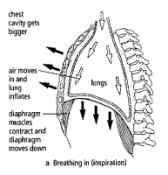 chest
cavity gets
bigger
air moves
in and
lung
inflates
lungs
diaphragm
muscles
contract and
diaphragm
moves down
a Breathing in (inspiration)